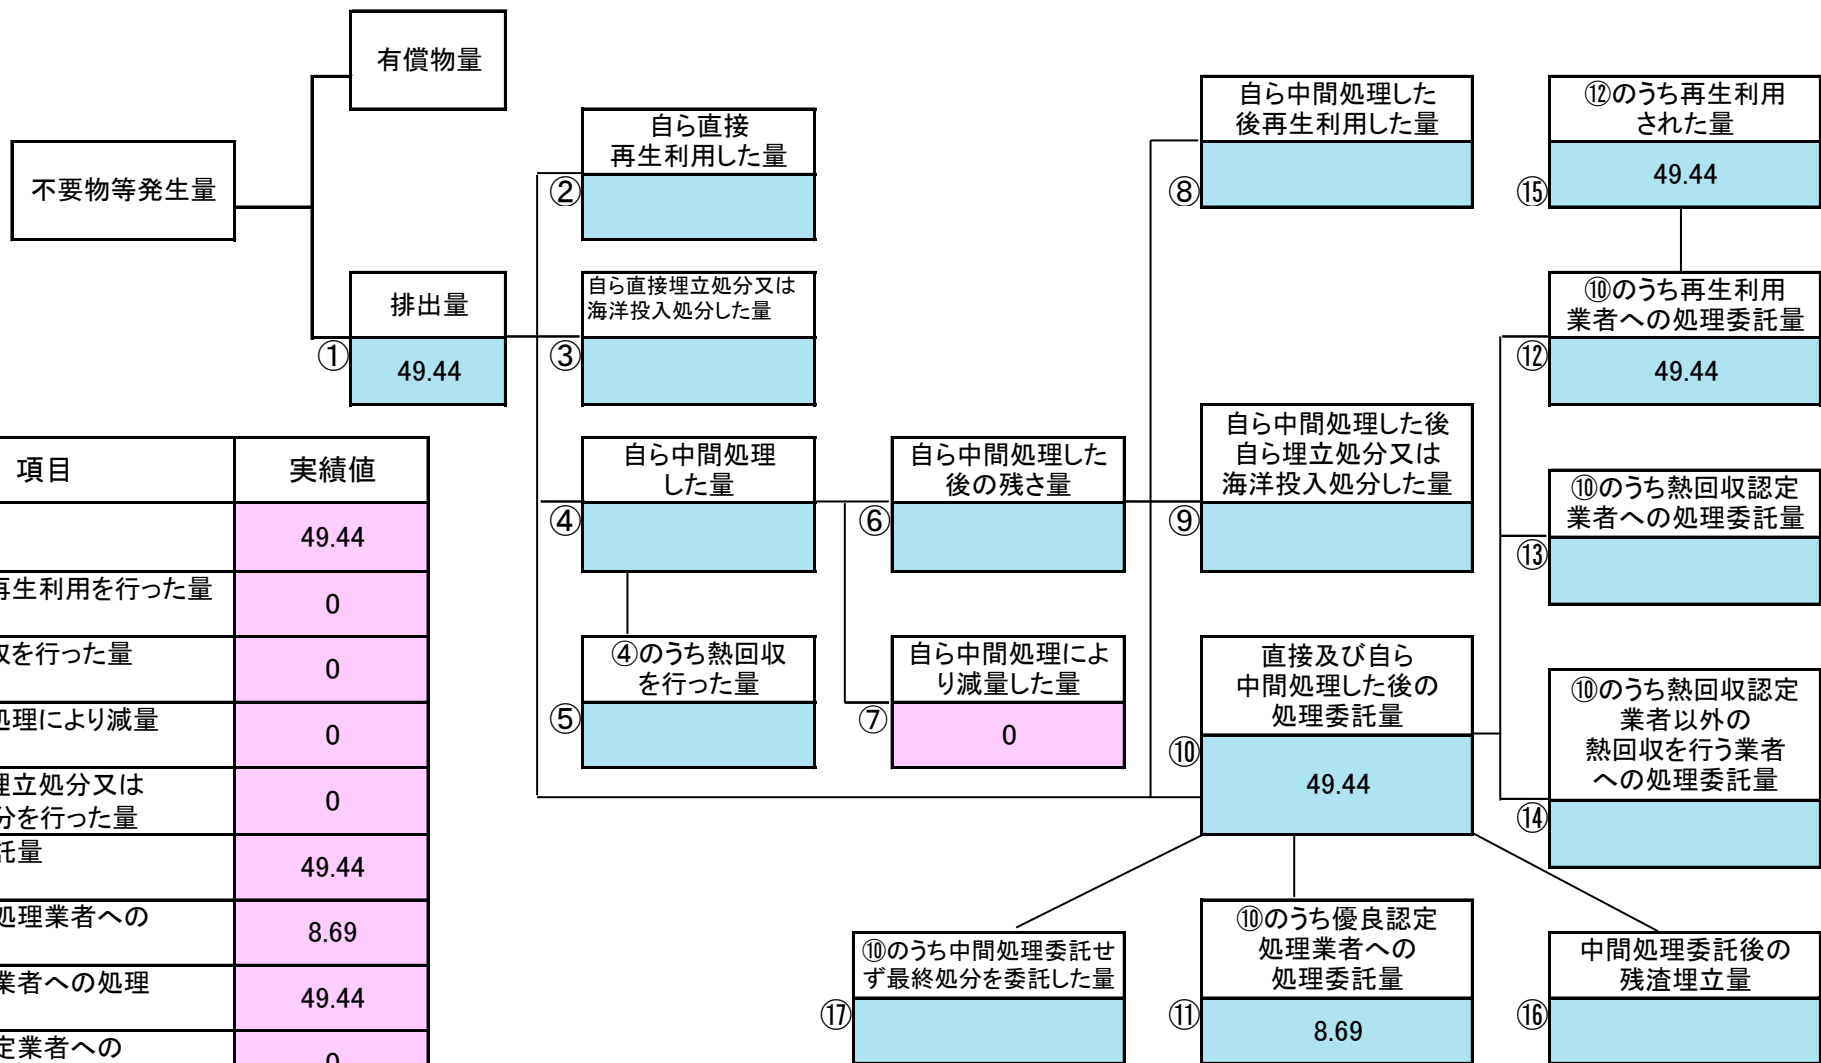 有償物量
不要物等発生量
排出量
①
49.44
自ら直接
再生利用した量
②
自ら直接埋立処分又は
海洋投入処分した量
③
自ら中間処理
した量
④
④のうち熱回収
を行った量
⑤
自ら中間処理した
後の残さ量
⑥
自ら中間処理によ
り減量した量
⑦
0
自ら中間処理した
後再生利用した量
⑧
自ら中間処理した後
自ら埋立処分又は
海洋投入処分した量
⑨
直接及び自ら
中間処理した後の
処理委託量
⑩
49.44
⑫のうち再生利用
された量
⑮
49.44
⑩のうち再生利用
業者への処理委託量
⑫
49.44
⑩のうち熱回収認定
業者への処理委託量
⑬
⑩のうち熱回収認定
業者以外の
熱回収を行う業者
への処理委託量
⑭
⑩のうち中間処理委託せ
ず最終処分を委託した量
⑰
⑩のうち優良認定
処理業者への
処理委託量
⑪
8.69
中間処理委託後の
残渣埋立量
⑯
項目 実績値
49.44
再生利用を行った量
0
を行った量
0
処理により減量
0
埋立処分又は
分を行った量
0
託量
49.44
処理業者への
8.69
業者への処理
49.44
定業者への
0